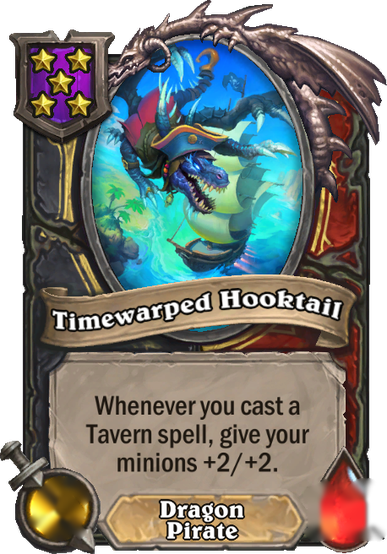 Timewarped Hooktail
Whenever you cast a
Tavern spell, give your
minions +2/+2.
Dragon
Pirate